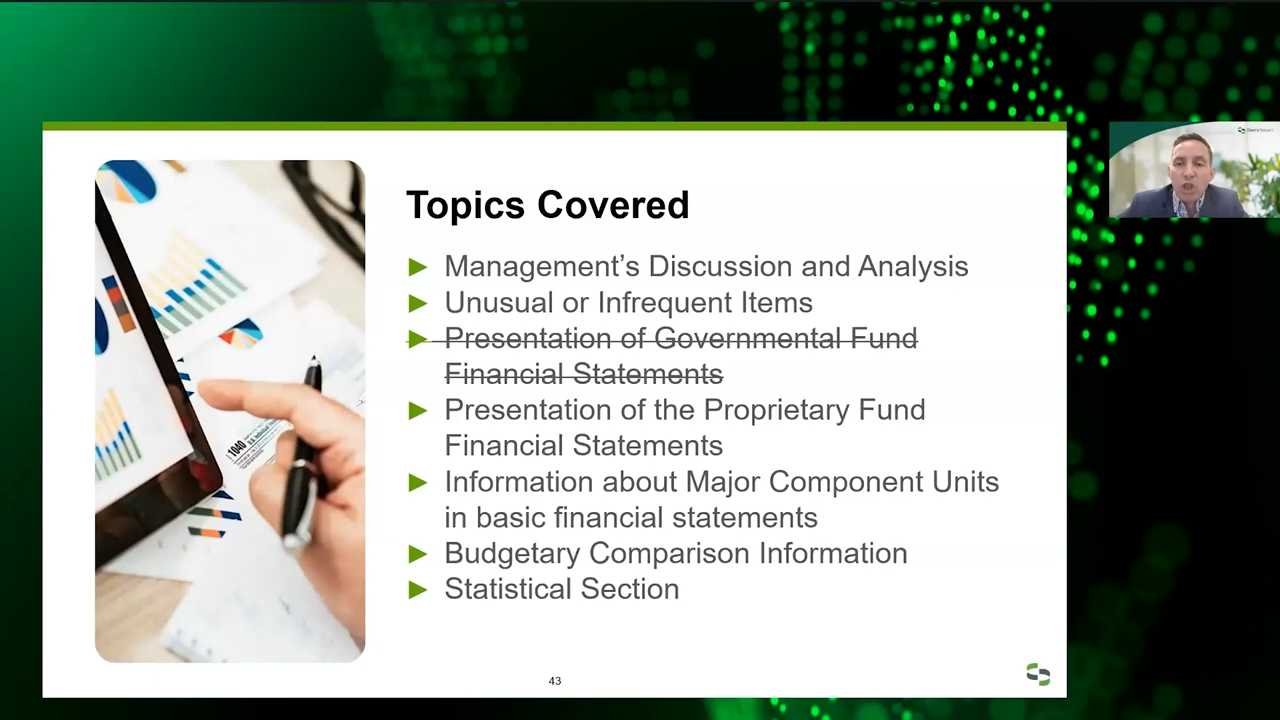 Topics Covered
Management's Discussion and Analysis
Unusual or Infrequent Items
Presentation of Governmental Fund
Financial Statements
Presentation of the Proprietary Fund
Financial Statements
Information about Major Component Units
in basic financial statements
Budgetary Comparison Information
Statistical Section
43
1040